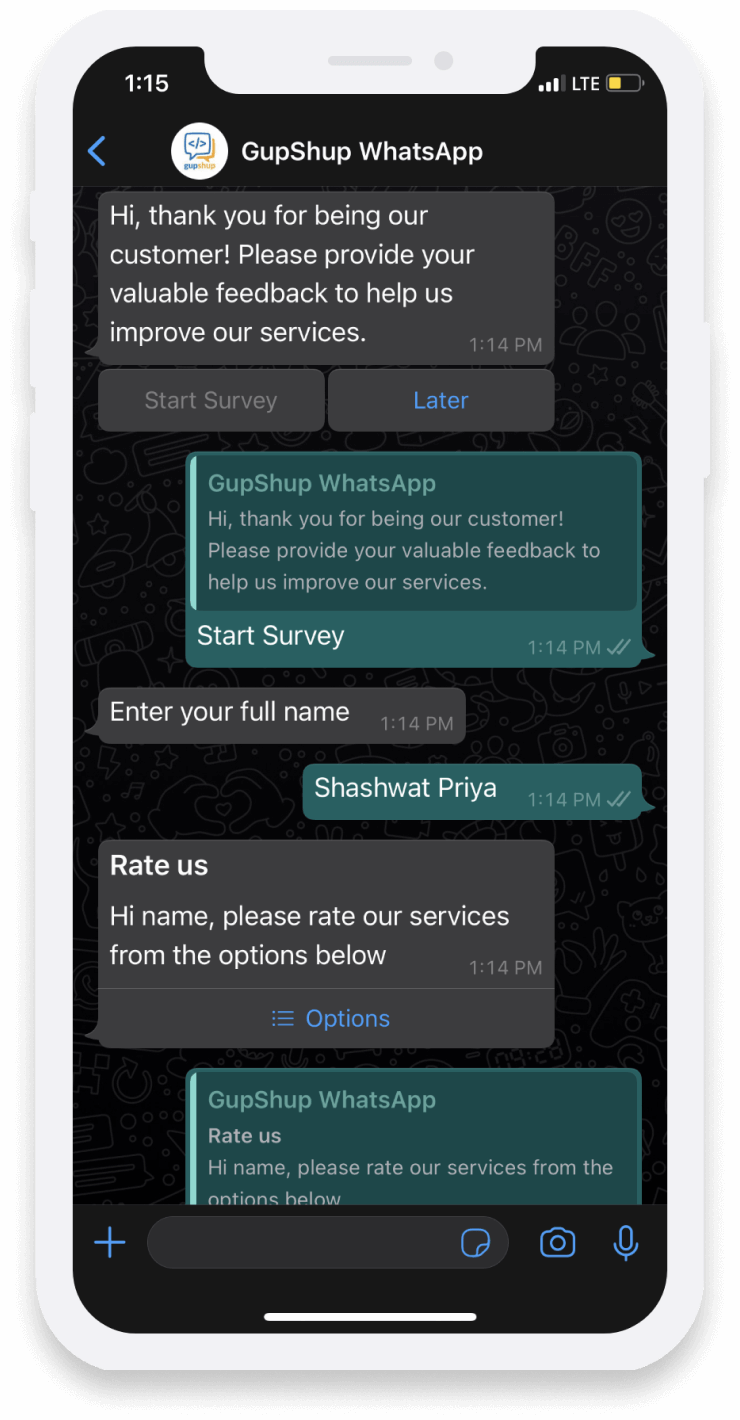 1:15
LTE
</>
gupshup
GupShup WhatsApp
Hi, thank you for being our
customer! Please provide your
valuable feedback to help us
improve our services.
1:14 PM
Start Survey
Later
GupShup WhatsApp
Hi, thank you for being our customer!
Please provide your valuable feedback to
help us improve our services.
Start Survey
1:14 PM
Enter your full name
1:14 PM
Shashwat Priya
1:14 PM
Rate us
Hi name, please rate our services
from the options below
1:14 PM
Options
GupShup WhatsApp
Rate us
Hi name, please rate our services from the
options below